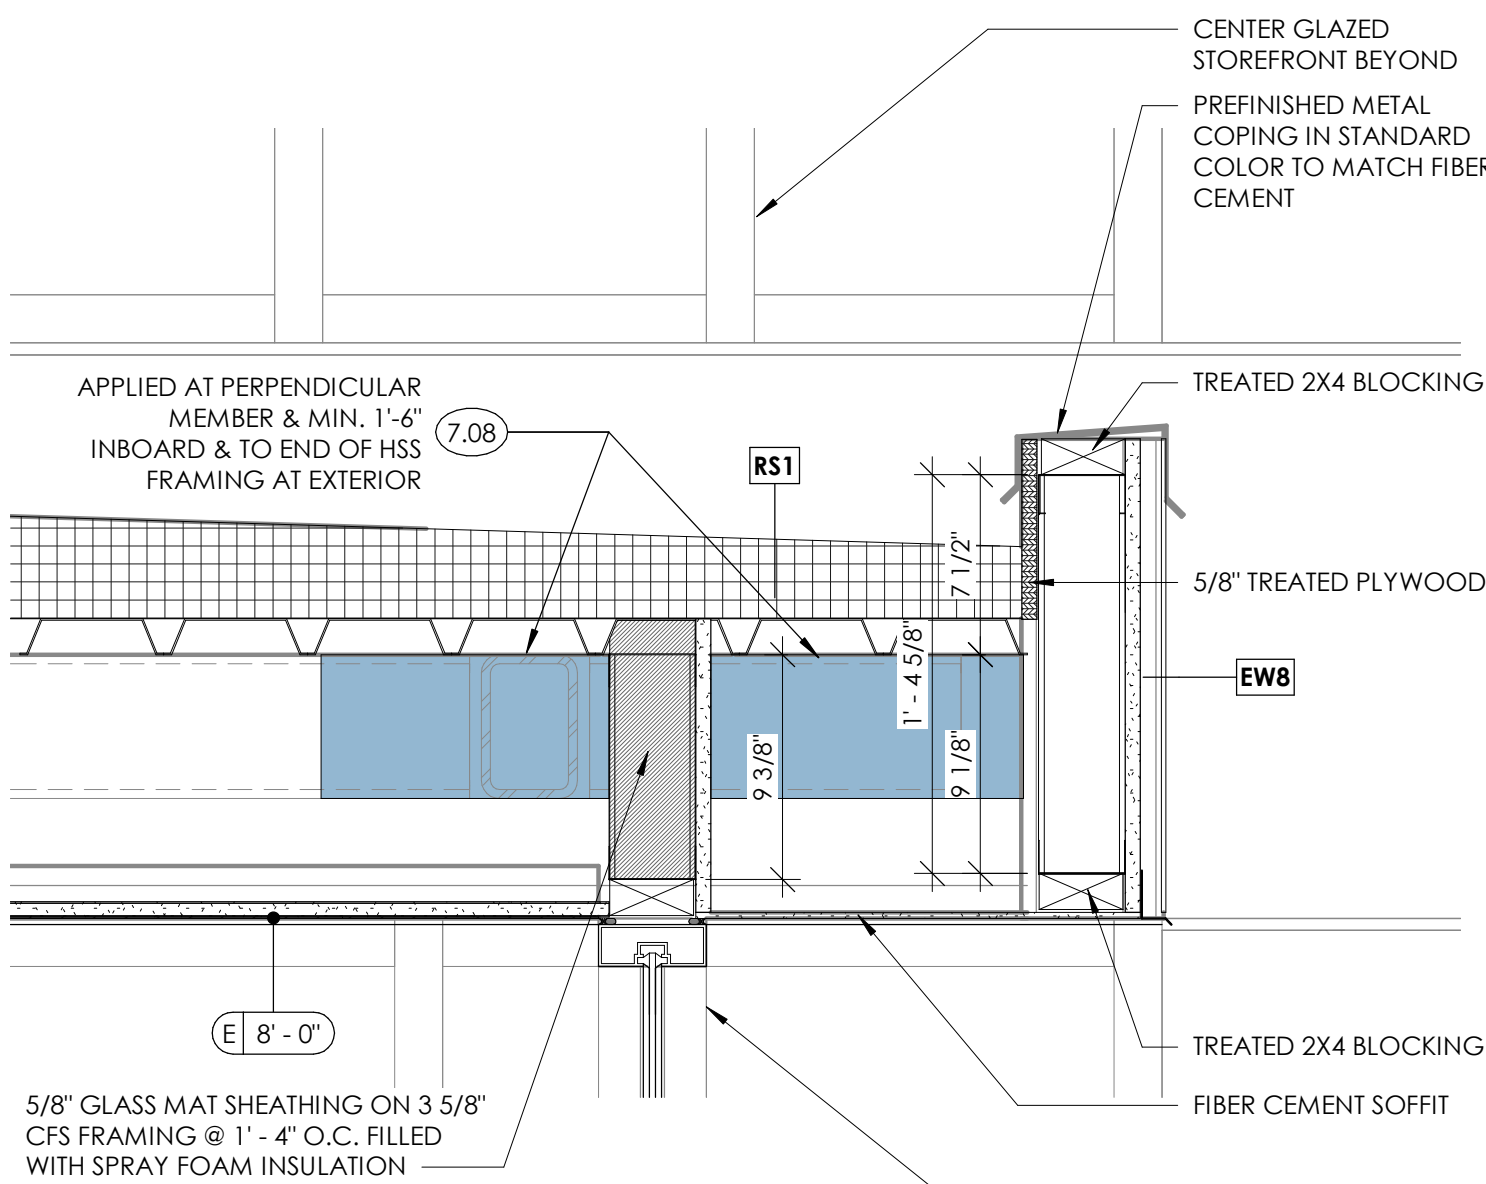 CENTER GLAZED
STOREFRONT BEYOND
PREFINISHED METAL
COPING IN STANDARD
COLOR TO MATCH FIBER
CEMENT
APPLIED AT PERPENDICULAR
MEMBER & MIN. 1'-6"
INBOARD & TO END OF HSS
FRAMING AT EXTERIOR
7.08
RS1
TREATED 2X4 BLOCKING
7 1/2"
5/8" TREATED PLYWOOD
1' - 4 5/8"
EW8
9 3/8"
9 1/8"
E 8' - 0"
TREATED 2X4 BLOCKING
FIBER CEMENT SOFFIT
5/8" GLASS MAT SHEATHING ON 3 5/8"
CFS FRAMING @ 1' - 4" O.C. FILLED
WITH SPRAY FOAM INSULATION